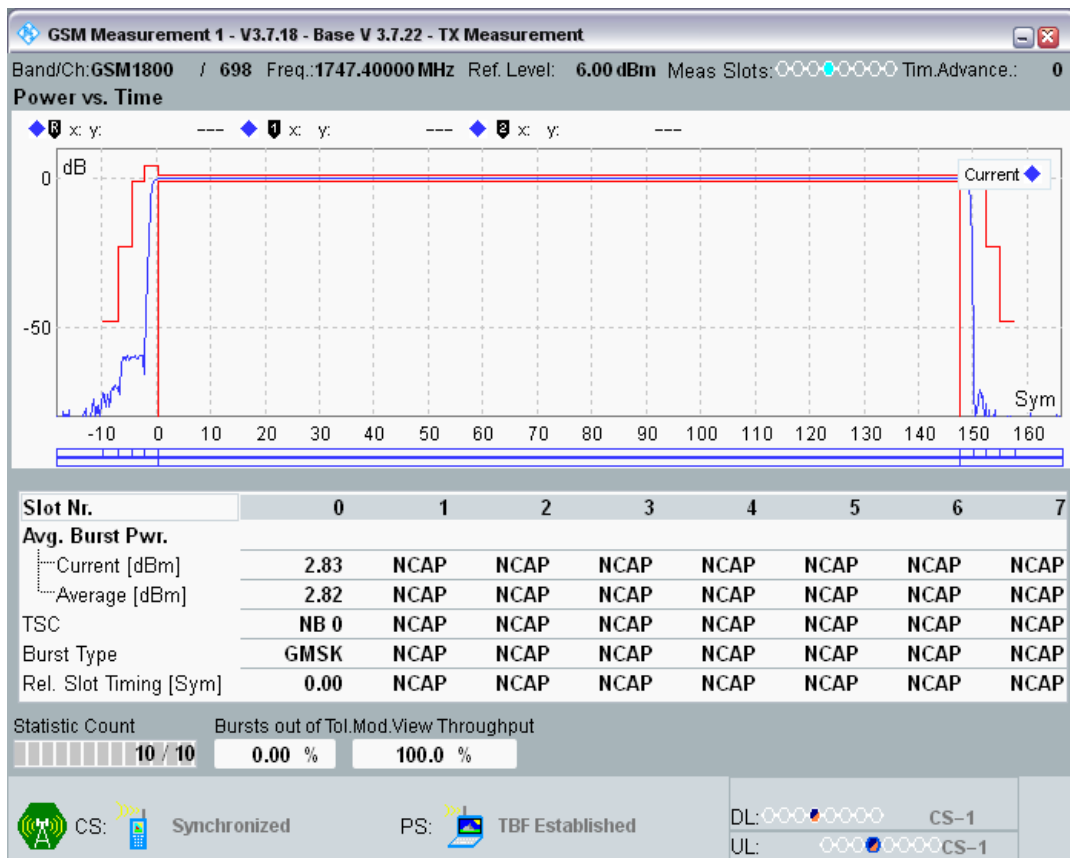 GSM Measurement 1 - V3.7.18 - Base V 3.7.22 - TX Measurement
Band/Ch:GSM1800 / 698 Freq.:1747.40000 MHz Ref. Level: 6.00 dBm Meas Slots: Tim.Advance.: 0
Power vs. Time
R x: y: --- 1 x: y: --- 2 x: y: ---
dB
Current
0
-50
Sym
-10 0 10 20 30 40 50 60 70 80 90 100 110 120 130 140 150 160
Slot Nr. 0 1 2 3 4 5 6 7
Avg. Burst Pwr.
Current [dBm] 2.83 NCAP NCAP NCAP NCAP NCAP NCAP NCAP
Average [dBm] 2.82 NCAP NCAP NCAP NCAP NCAP NCAP NCAP
TSC NB 0 NCAP NCAP NCAP NCAP NCAP NCAP NCAP
Burst Type GMSK NCAP NCAP NCAP NCAP NCAP NCAP NCAP
Rel. Slot Timing [Sym] 0.00 NCAP NCAP NCAP NCAP NCAP NCAP NCAP
Statistic Count Bursts out of Tol.Mod.View Throughput
10 / 10 0.00 % 100.0 %
CS: Synchronized PS: TBF Established
DL: CS-1
UL: CS-1